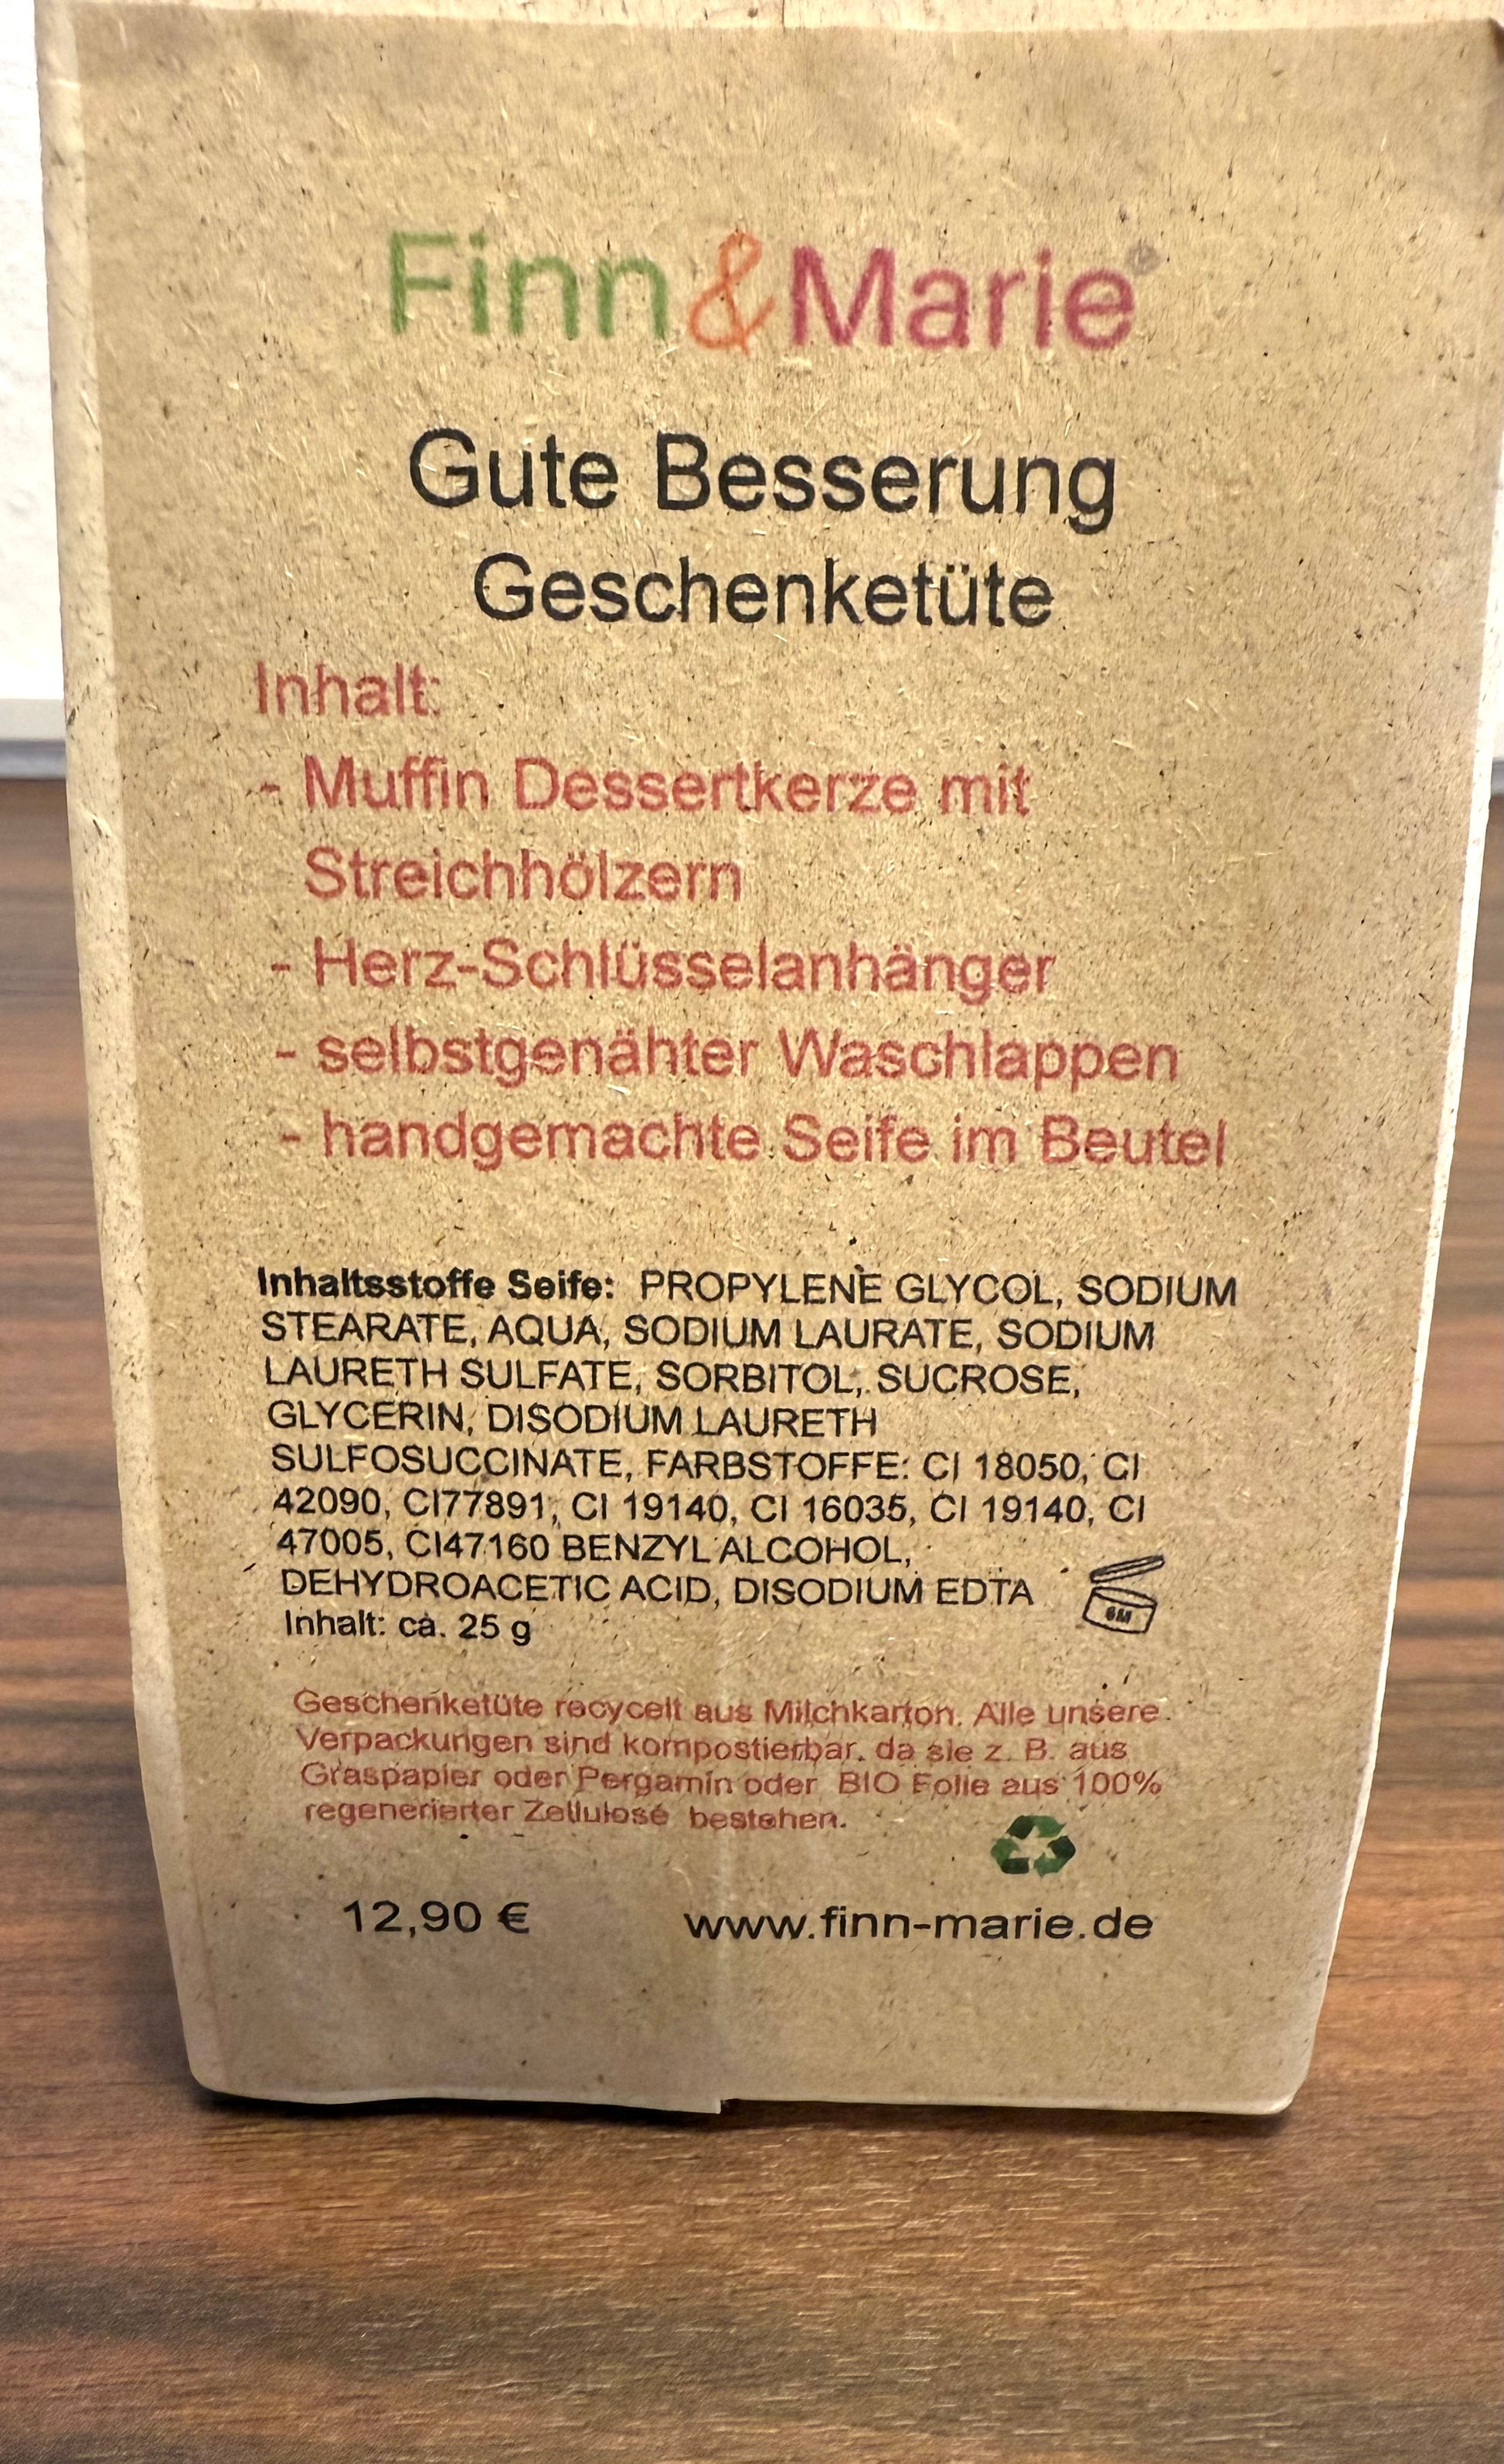 Finn&Marie®
Gute Besserung
Geschenketüte
Inhalt:
- Muffin Dessertkerze mit
Streichhölzern
- Herz-Schlüsselanhänger
- selbstgenähter Waschlappen
- handgemachte Seife im Beutel
Inhaltsstoffe Seife: PROPYLENE GLYCOL, SODIUM
STEARATE, AQUA, SODIUM LAURATE, SODIUM
LAURETH SULFATE, SORBITOL, SUCROSE,
GLYCERIN, DISODIUM LAURETH
SULFOSUCCINATE, FARBSTOFFE: CI 18050, CI
42090, CI77891, CI 19140, CI 16035, CI 19140, CI
47005, CI47160 BENZYL ALCOHOL,
DEHYDROACETIC ACID, DISODIUM EDTA
6M
Inhalt: ca. 25 g
Geschenketüte recycelt aus Milchkarton. Alle unsere
Verpackungen sind kompostierbar, da sie z. B. aus
Graspapier oder Pergamin oder BIO Folie aus 100%
regenerierter Zellulose bestehen.
12,90 € www.finn-marie.de